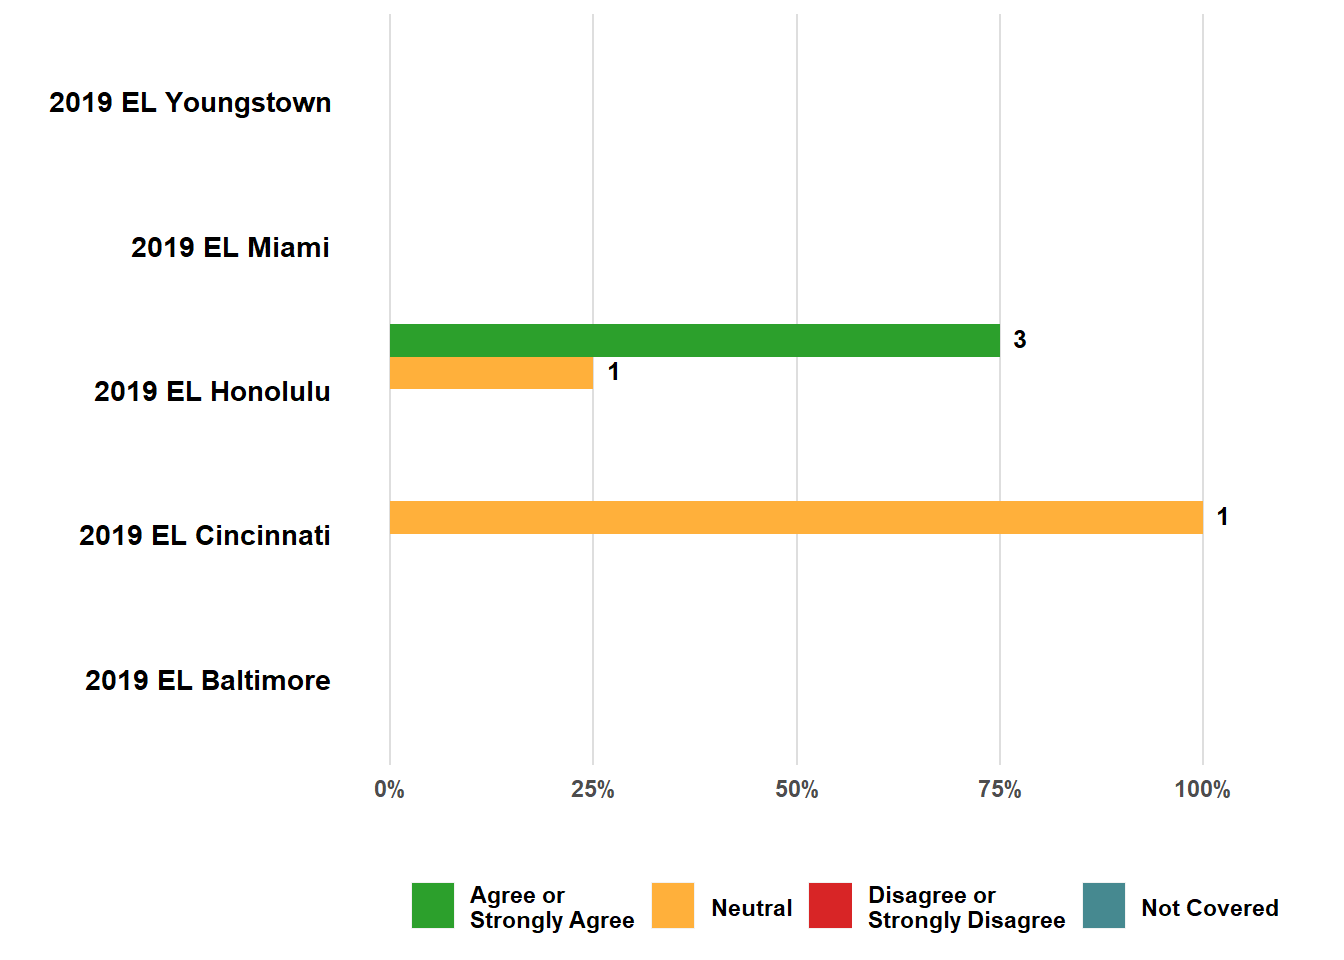 2019 EL Youngstown
2019 EL Miami
3
1
2019 EL Honolulu
1
2019 EL Cincinnati
2019 EL Baltimore
0% 25% 50% 75% 100%
Agree or
Strongly Agree
Neutral
Disagree or
Strongly Disagree
Not Covered